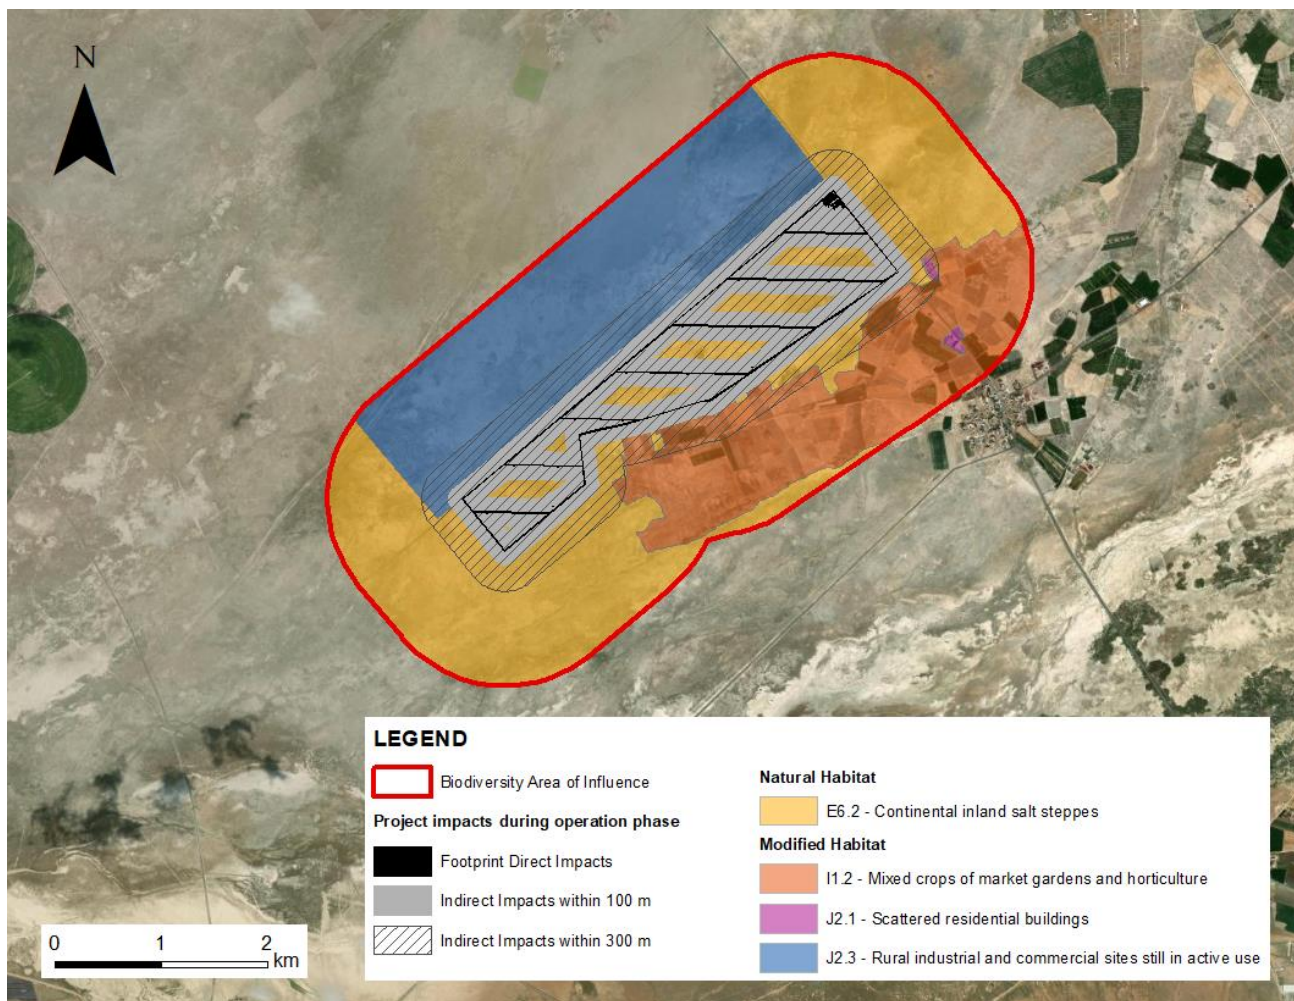 N
LEGEND
Biodiversity Area of Influence
Project impacts during operation phase
Footprint Direct Impacts
Indirect Impacts within 100 m
Indirect Impacts within 300 m
Natural Habitat
E6.2 - Continental inland salt steppes
Modified Habitat
I1.2 - Mixed crops of market gardens and horticulture
J2.1 - Scattered residential buildings
J2.3 - Rural industrial and commercial sites still in active use
0 1 2
km